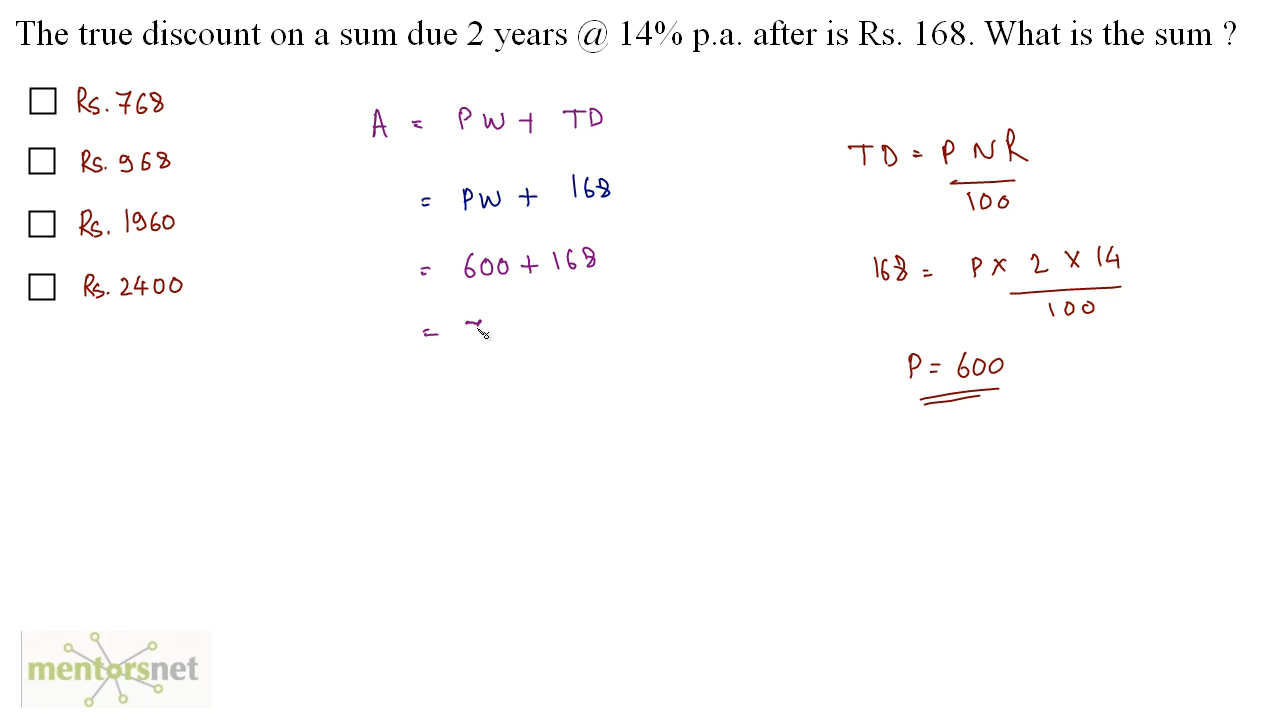 The true discount on a sum due 2 years @ 14% p.a. after is Rs. 168. What is the sum ?
Rs. 768
Rs. 968
Rs. 1960
Rs. 2400
A = PW + TD
= PW + 168
= 600 + 168
=
TD = PNR
100
168 = P x 2 x 14
100
P = 600
mentorsnet